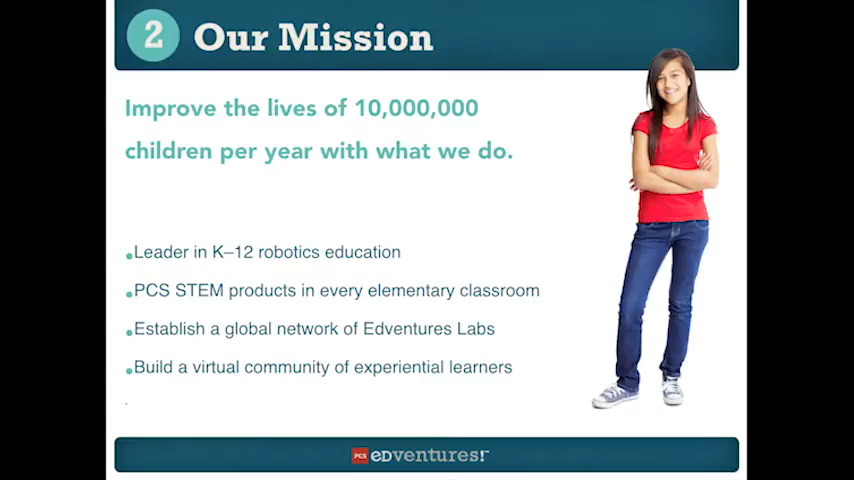 2 Our Mission
Improve the lives of 10,000,000
children per year with what we do.
•Leader in K–12 robotics education
•PCS STEM products in every elementary classroom
•Establish a global network of Edventures Labs
•Build a virtual community of experiential learners
.
PCS edventures!™